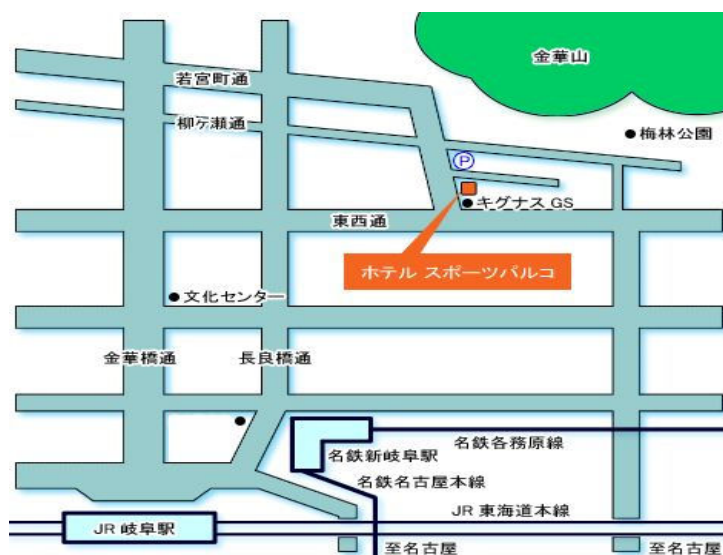 金華山
若宮町通
柳ヶ瀬通
梅林公園
P
キグナス GS
東西通
ホテル スポーツパルコ
文化センター
金華橋通
長良橋通
名鉄各務原線
名鉄新岐阜駅
名鉄名古屋本線
JR 東海道本線
JR 岐阜駅
至名古屋
至名古屋